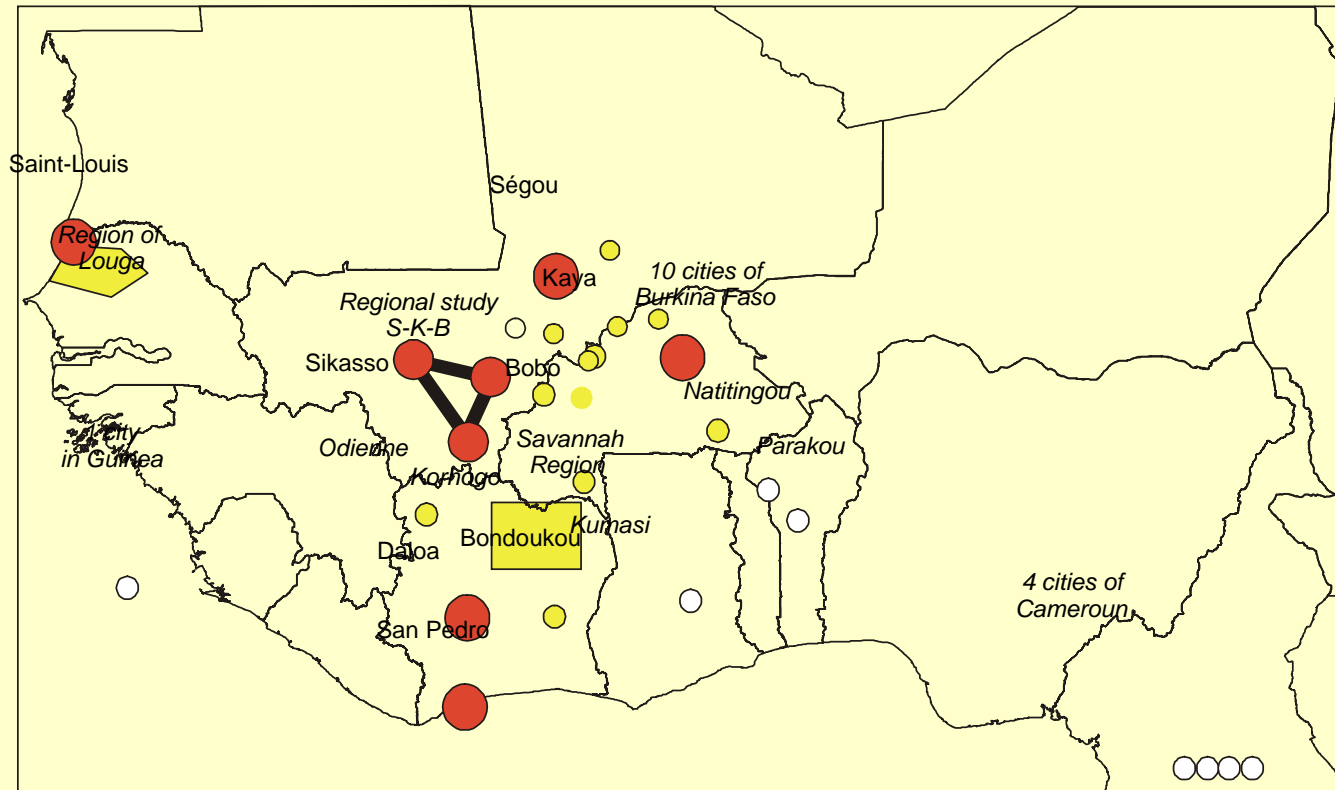 Saint-Louis
Ségou
Region of
Louga
Kaya
10 cities of
Burkina Faso
Regional study
S-K-B
Sikasso
Bobo
Natitingou
1 city
in Guinea
Odienne
Savannah
Region
Parakou
Korhogo
Kumasi
Bondoukou
Daloa
4 cities of
Cameroun
San Pedro